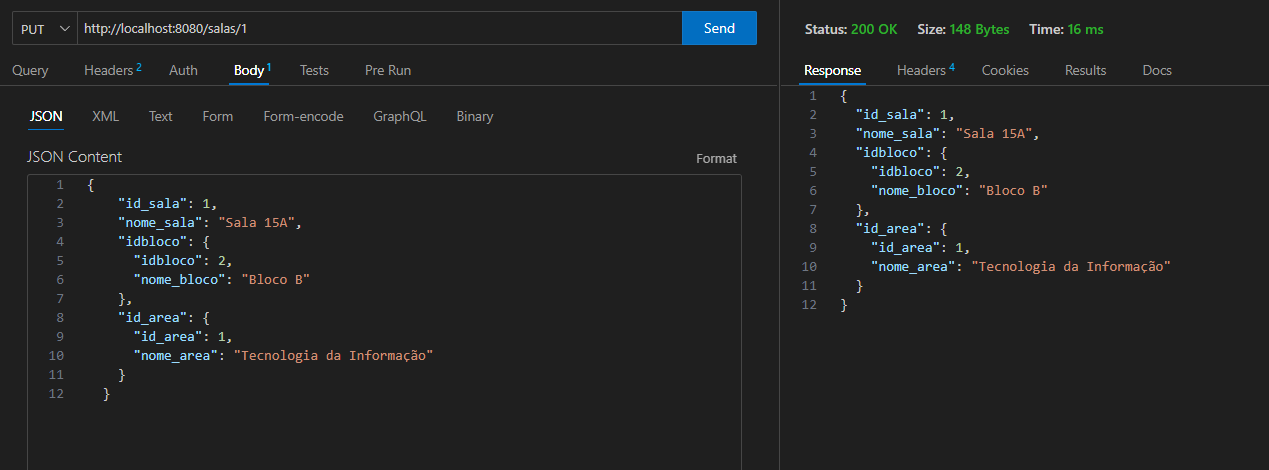 PUT http://localhost:8080/salas/1 Send
Query Headers 2 Auth Body 1 Tests Pre Run
JSON XML Text Form Form-encode GraphQL Binary
JSON Content Format
1 {
2 "id_sala": 1,
3 "nome_sala": "Sala 15A",
4 "idbloco": {
5 "idbloco": 2,
6 "nome_bloco": "Bloco B"
7 },
8 "id_area": {
9 "id_area": 1,
10 "nome_area": "Tecnologia da Informação"
11 }
12 }
Status: 200 OK Size: 148 Bytes Time: 16 ms
Response Headers 4 Cookies Results Docs
1 {
2 "id_sala": 1,
3 "nome_sala": "Sala 15A",
4 "idbloco": {
5 "idbloco": 2,
6 "nome_bloco": "Bloco B"
7 },
8 "id_area": {
9 "id_area": 1,
10 "nome_area": "Tecnologia da Informação"
11 }
12 }